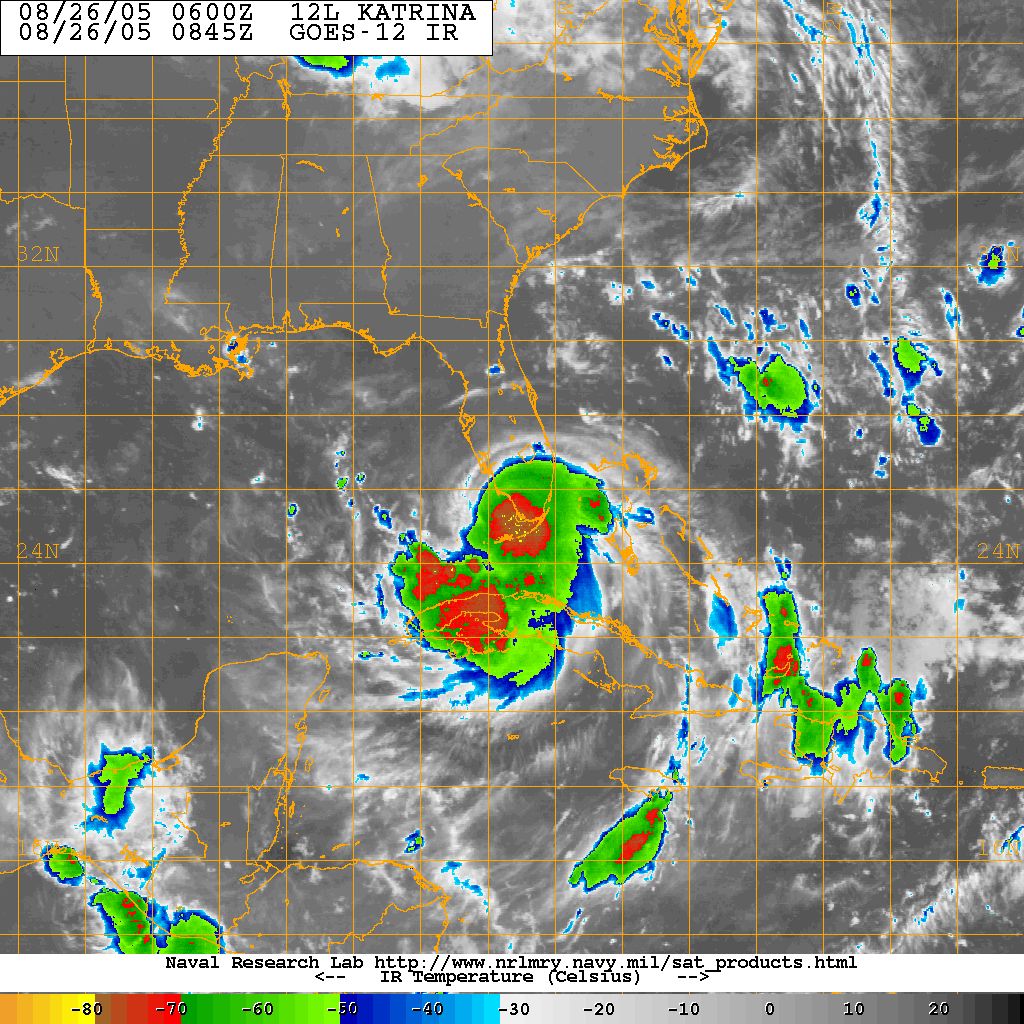 08/26/05 0600Z 12L KATRINA
08/26/05 0845Z GOES-12 IR
32N
24N 24N
Naval Research Lab http://www.nrlmry.navy.mil/sat_products.html
<-- IR Temperature (Celsius) -->
-80 -70 -60 -50 -40 -30 -20 -10 0 10 20